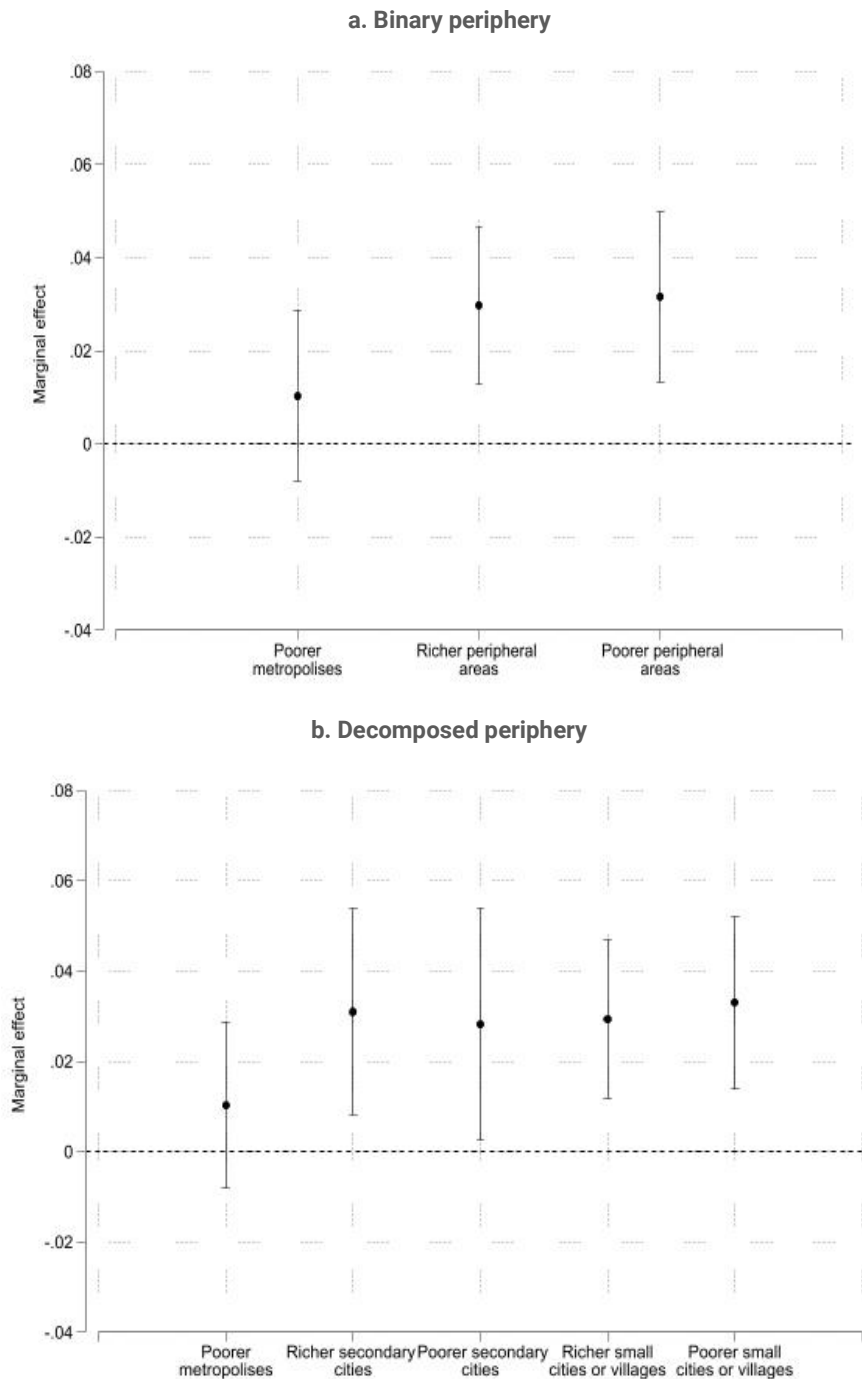 a. Binary periphery
.08
.06
.04
.02
0
-.02
-.04
Marginal effect
Poorer
metropolises
Richer peripheral
areas
Poorer peripheral
areas
b. Decomposed periphery
.08
.06
.04
.02
0
-.02
-.04
Marginal effect
Poorer
metropolises
Richer secondary
cities
Poorer secondary
cities
Richer small
cities or villages
Poorer small
cities or villages